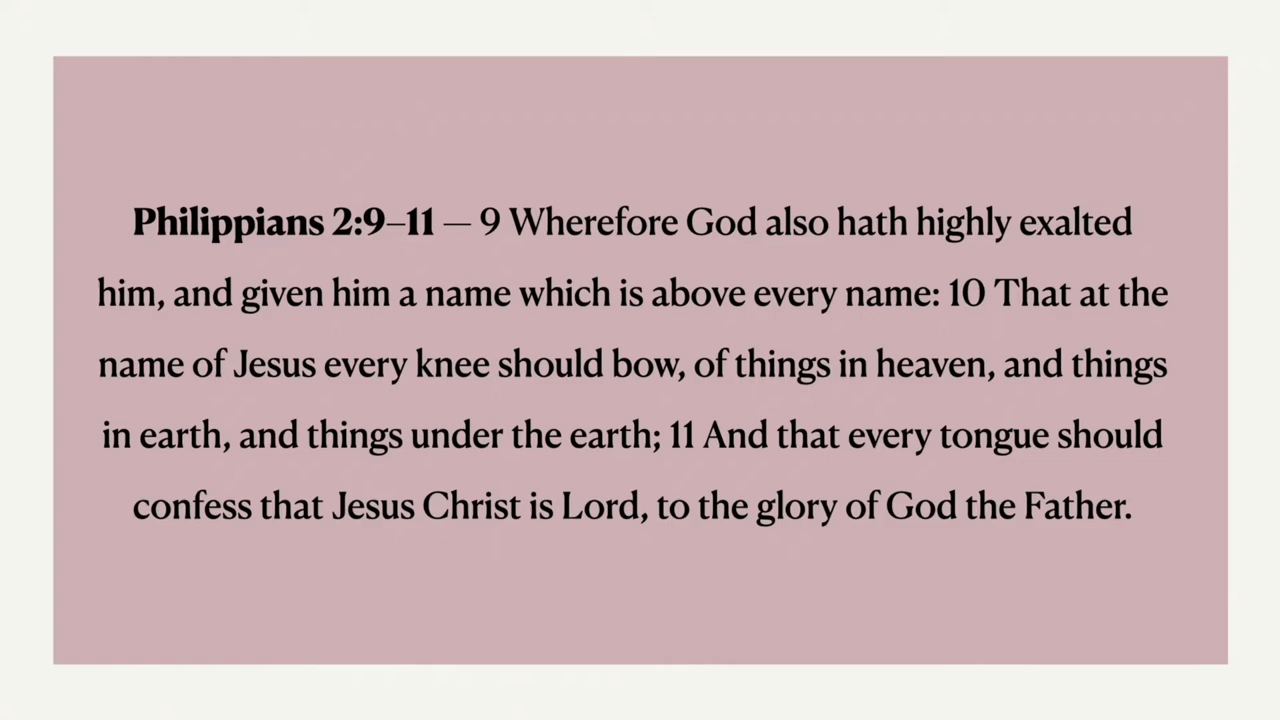 Philippians 2:9–11 — 9 Wherefore God also hath highly exalted
him, and given him a name which is above every name: 10 That at the
name of Jesus every knee should bow, of things in heaven, and things
in earth, and things under the earth; 11 And that every tongue should
confess that Jesus Christ is Lord, to the glory of God the Father.